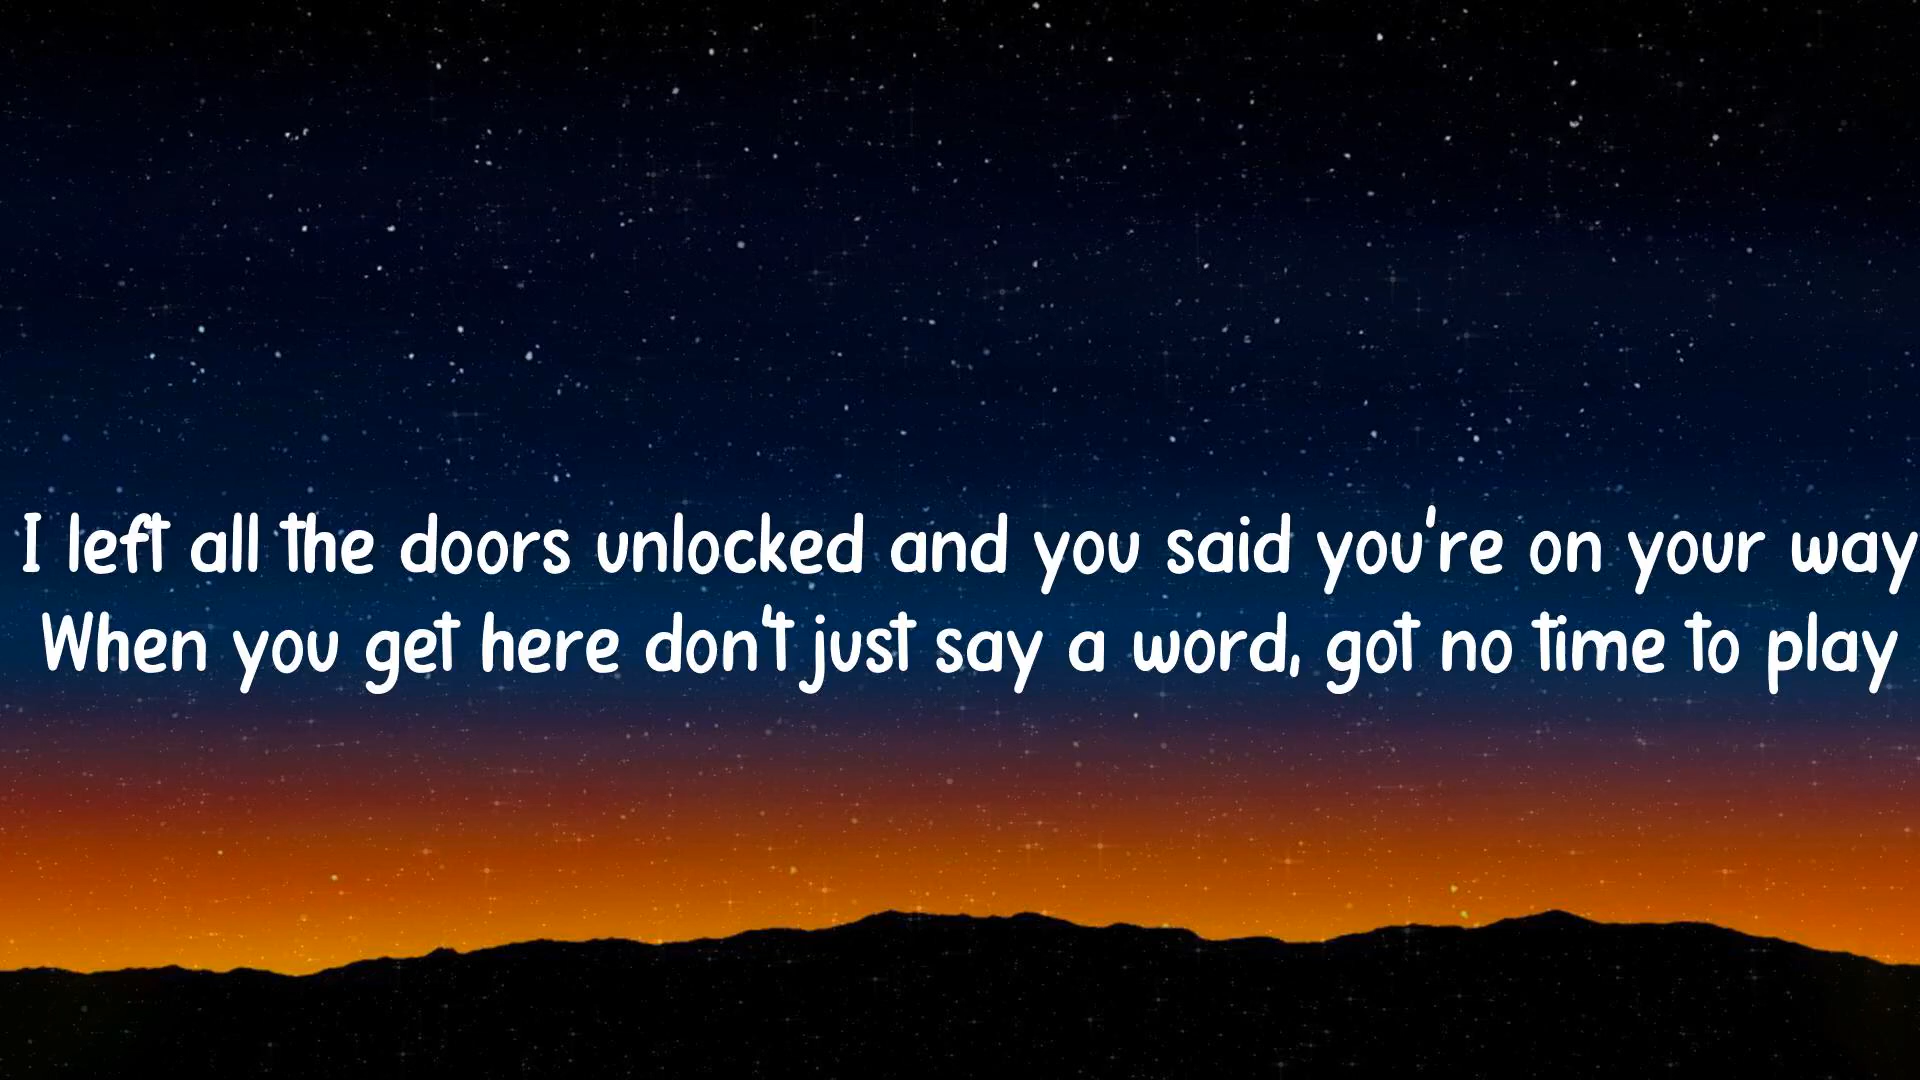 I left all the doors unlocked and you said you're on your way
When you get here don't just say a word, got no time to play